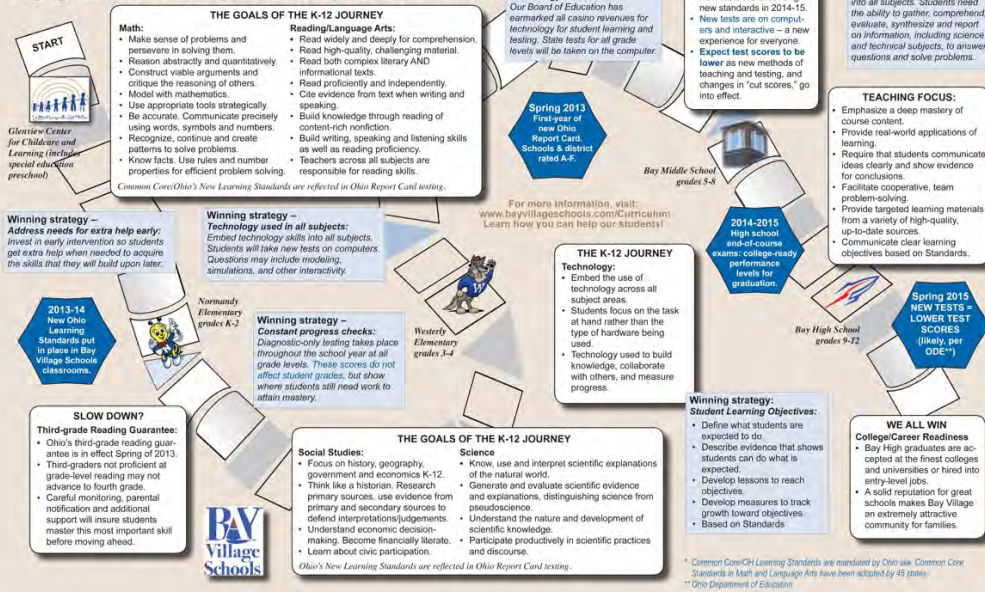 START
Glenview Center
for Childcare and
Learning (includes
special education
preschool)
THE GOALS OF THE K-12 JOURNEY
Math:
• Make sense of problems and
persevere in solving them.
• Reason abstractly and quantitatively.
• Construct viable arguments and
critique the reasoning of others.
• Model with mathematics.
• Use appropriate tools strategically.
• Be accurate. Communicate precisely
using words, symbols and numbers.
• Recognize, continue and create
patterns to solve problems.
• Know facts. Use rules and number
properties for efficient problem solving.
Reading/Language Arts:
• Read widely and deeply for comprehension.
• Read high-quality, challenging material.
• Read both complex literary AND
informational texts.
• Read proficiently and independently.
• Cite evidence from text when writing and
speaking.
• Build knowledge through reading of
content-rich nonfiction.
• Build writing, speaking and listening skills
as well as reading proficiency.
• Teachers across all subjects are
responsible for reading skills.
Common Core/Ohio's New Learning Standards are reflected in Ohio Report Card testing.
Our Board of Education has
earmarked all casino revenues for
technology for student learning and
testing. State tests for all grade
levels will be taken on the computer.
new standards in 2014-15.
• New tests are on comput-
ers and interactive – a new
experience for everyone.
• Expect test scores to be
lower as new methods of
teaching and testing, and
changes in "cut scores," go
into effect.
into all subjects. Students need
the ability to gather, comprehend,
evaluate, synthesize and report
on information, including science
and technical subjects, to answer
questions and solve problems.
Spring 2013
First-year of
new Ohio
Report Card.
Schools & district
rated A-F.
Bay Middle School
grades 5-8
TEACHING FOCUS:
• Emphasize a deep mastery of
course content.
• Provide real-world applications of
learning.
• Require that students communicate
ideas clearly and show evidence
for conclusions.
• Facilitate cooperative, team
problem-solving.
• Provide targeted learning materials
from a variety of high-quality,
up-to-date sources.
• Communicate clear learning
objectives based on Standards.
For more information, visit:
www.bayvillageschools.com/Curriculum
Learn how you can help our students!
Winning strategy –
Address needs for extra help early:
Invest in early intervention so students
get extra help when needed to acquire
the skills that they will build upon later.
Winning strategy –
Technology used in all subjects:
Embed technology skills into all subjects.
Students will take new tests on computers.
Questions may include modeling,
simulations, and other interactivity.
2014-2015
High school
end-of-course
exams: college-ready
performance
levels for
graduation.
THE K-12 JOURNEY
Technology:
• Embed the use of
technology across all
subject areas.
• Students focus on the task
at hand rather than the
type of hardware being
used.
• Technology used to build
knowledge, collaborate
with others, and measure
progress.
2013-14
New Ohio
Learning
Standards put
in place in Bay
Village Schools
classrooms.
Normandy
Elementary
grades K-2
Winning strategy –
Constant progress checks:
Diagnostic-only testing takes place
throughout the school year at all
grade levels. These scores do not
affect student grades, but show
where students still need work to
attain mastery.
W
Westerly
Elementary
grades 3-4
Bay High School
grades 9-12
Spring 2015
NEW TESTS =
LOWER TEST
SCORES
(likely, per
ODE**)
SLOW DOWN?
Third-grade Reading Guarantee:
• Ohio's third-grade reading guar-
antee is in effect Spring of 2013.
• Third-graders not proficient at
grade-level reading may not
advance to fourth grade.
• Careful monitoring, parental
notification and additional
support will insure students
master this most important skill
before moving ahead.
BAY
Village
Schools
THE GOALS OF THE K-12 JOURNEY
Social Studies:
• Focus on history, geography,
government and economics K-12.
• Think like a historian. Research
primary sources, use evidence from
primary and secondary sources to
defend interpretations/judgements.
• Understand economic decision-
making. Become financially literate.
• Learn about civic participation.
Science
• Know, use and interpret scientific explanations
of the natural world.
• Generate and evaluate scientific evidence
and explanations, distinguishing science from
pseudoscience.
• Understand the nature and development of
scientific knowledge.
• Participate productively in scientific practices
and discourse.
Ohio's New Learning Standards are reflected in Ohio Report Card testing.
Winning strategy:
Student Learning Objectives:
• Define what students are
expected to do.
• Describe evidence that shows
students can do what is
expected.
• Develop lessons to reach
objectives.
• Develop measures to track
growth toward objectives.
• Based on Standards
WE ALL WIN
College/Career Readiness
• Bay High graduates are ac-
cepted at the finest colleges
and universities or hired into
entry-level jobs.
• A solid reputation for great
schools makes Bay Village
an extremely attractive
community for families.
* Common Core/OH Learning Standards are mandated by Ohio law. Common Core
Standards in Math and Language Arts have been adopted by 45 states.
** Ohio Department of Education